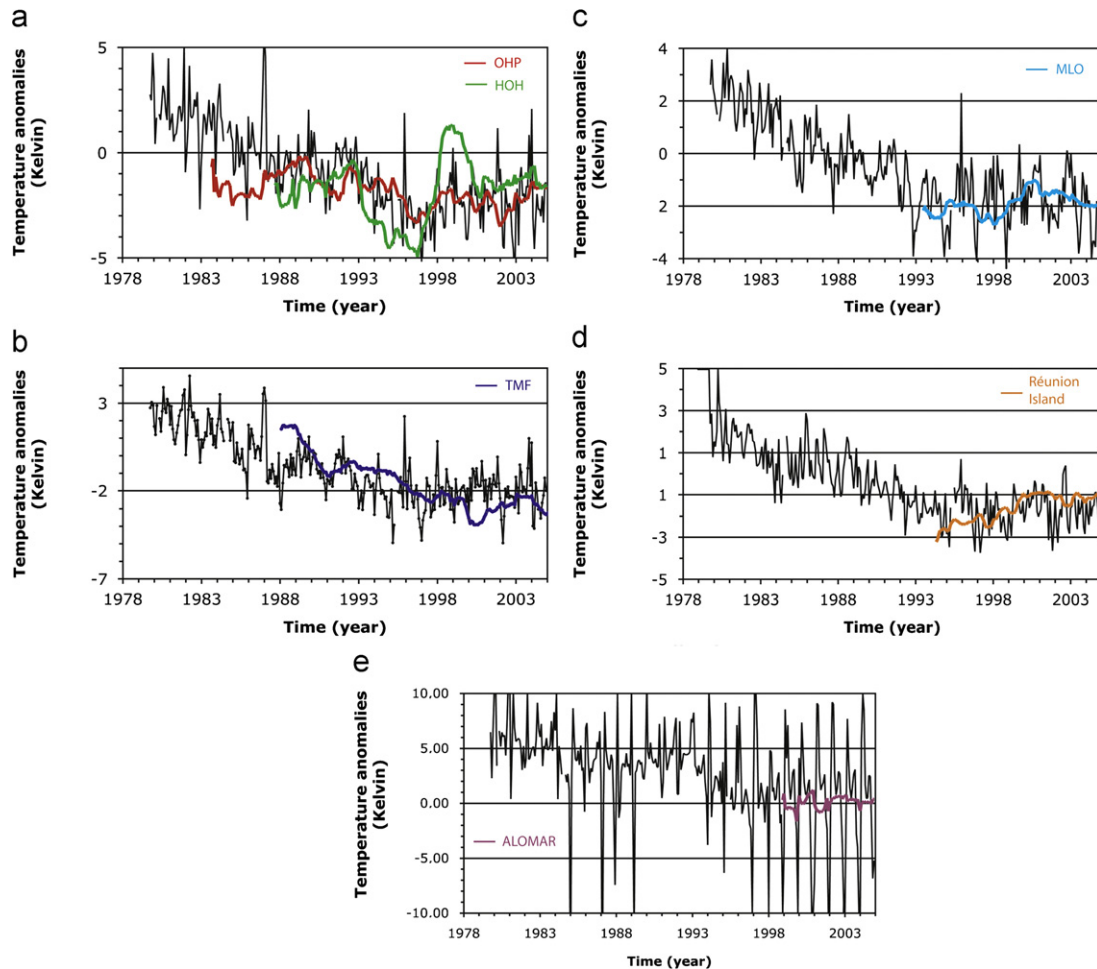 a
Temperature anomalies
(Kelvin)
5
0
-5
OHP
HOH
1978 1983 1988 1993 1998 2003
Time (year)
c
Temperature anomalies
(Kelvin)
4
2
0
2
-4
MLO
1978 1983 1988 1993 1998 2003
Time (year)
b
Temperature anomalies
(Kelvin)
3
-2
-7
TMF
1978 1983 1988 1993 1998 2003
Time (year)
d
Temperature anomalies
(Kelvin)
5
3
1
1
-3
-5
Réunion
Island
1978 1983 1988 1993 1998 2003
Time (year)
e
Temperature anomalies
(Kelvin)
10.00
5.00
0.00
-5.00
-10.00
ALOMAR
1978 1983 1988 1993 1998 2003
Time (year)